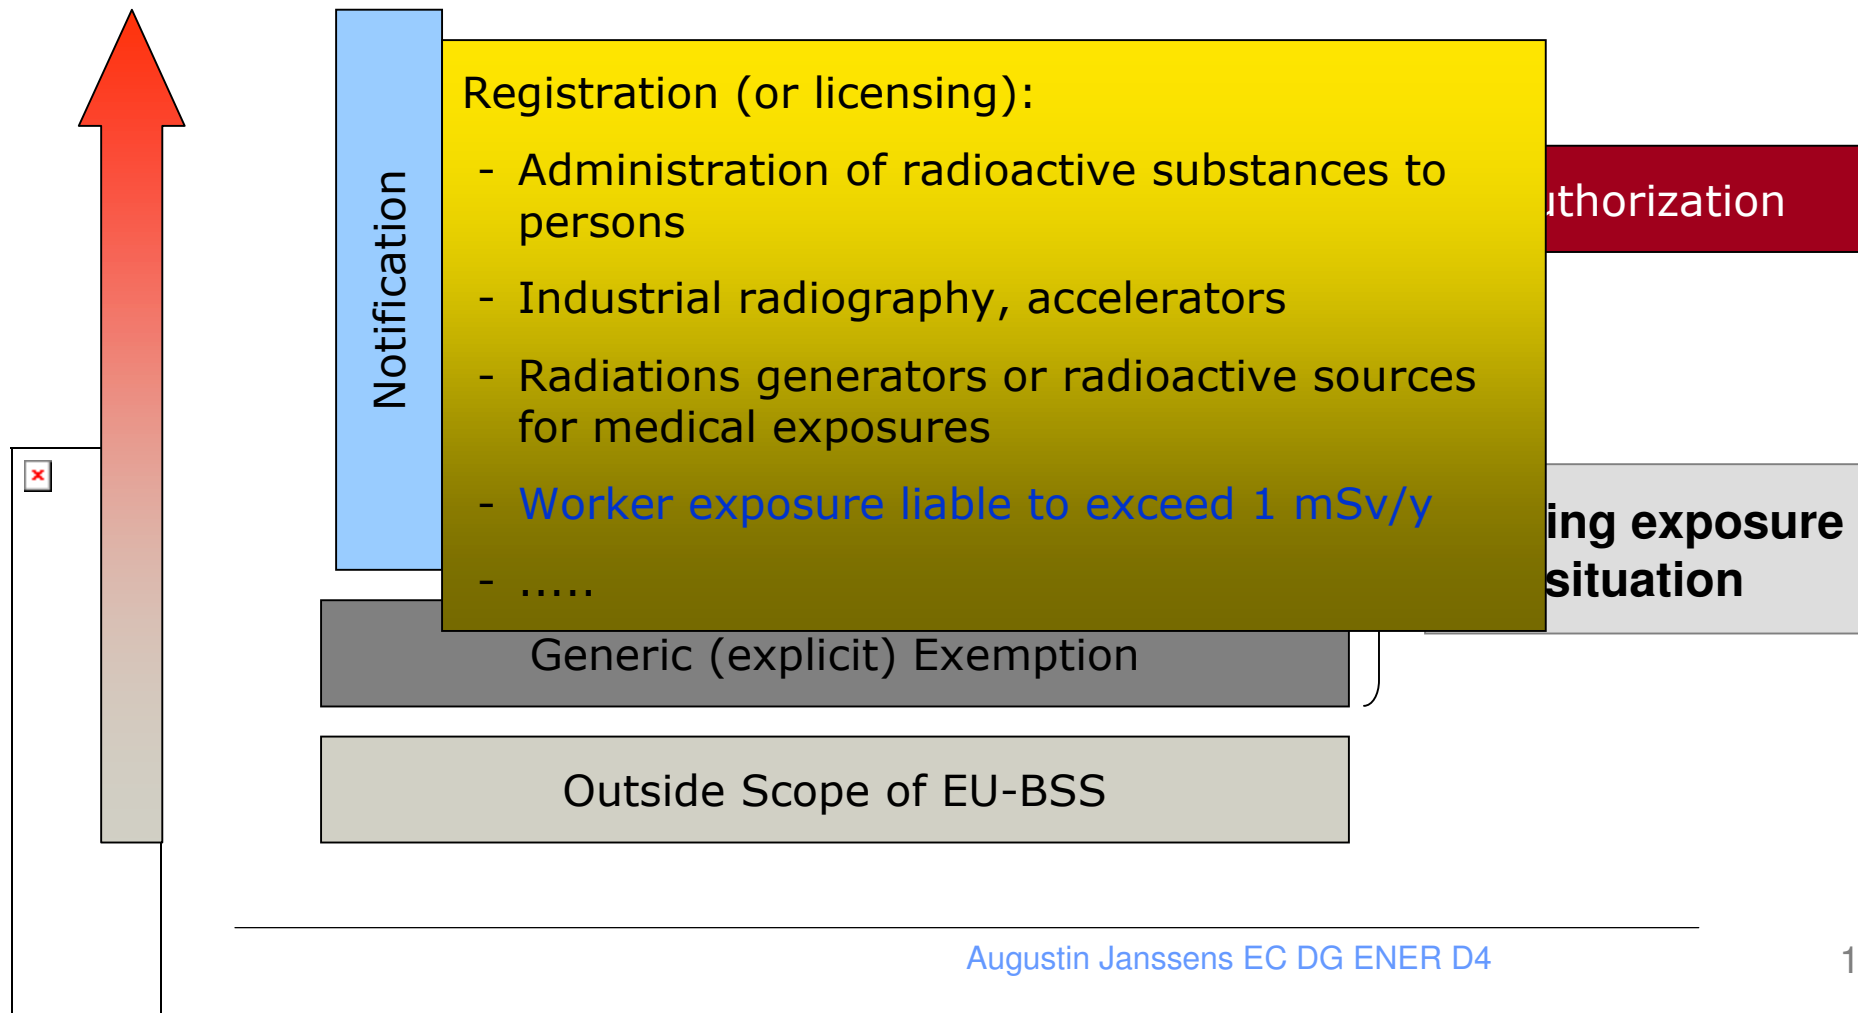 Notification
Registration (or licensing):
- Administration of radioactive substances to
persons
- Industrial radiography, accelerators
- Radiations generators or radioactive sources
for medical exposures
- Worker exposure liable to exceed 1 mSv/y
- .....
uthorization
ing exposure
situation
Generic (explicit) Exemption
Outside Scope of EU-BSS
Augustin Janssens EC DG ENER D4
1